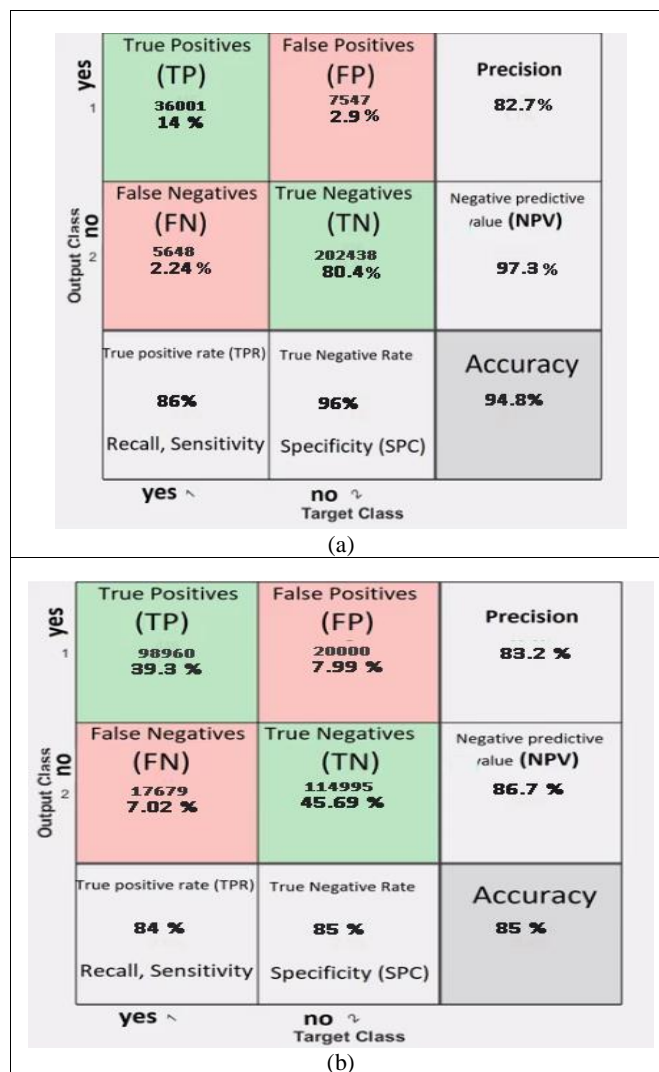 True Positives
(TP)
36001
14 %
False Positives
(FP)
7547
2.9%
Precision
82.7%
yes
1
False Negatives
(FN)
5648
2.24 %
True Negatives
(TN)
202438
80.4%
Negative predictive
value (NPV)
97.3 %
Output Class
no
2
True positive rate (TPR)
86%
Recall, Sensitivity
True Negative Rate
96%
Specificity (SPC)
Accuracy
94.8%
yes 1
no 2
Target Class
(a)
True Positives
(TP)
98960
39.3 %
False Positives
(FP)
20000
7.99 %
Precision
83.2 %
yes
1
False Negatives
(FN)
17679
7.02 %
True Negatives
(TN)
114995
45.69 %
Negative predictive
value (NPV)
86.7 %
Output Class
no
2
True positive rate (TPR)
84 %
Recall, Sensitivity
True Negative Rate
85 %
Specificity (SPC)
Accuracy
85 %
yes 1
no 2
Target Class
(b)